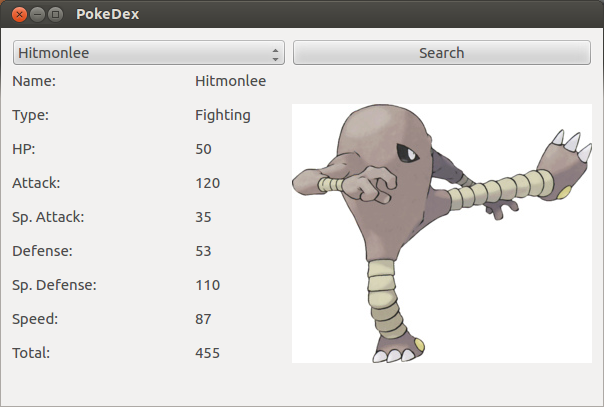 PokeDex
Hitmonlee Search
Name: Hitmonlee
Type: Fighting
HP: 50
Attack: 120
Sp. Attack: 35
Defense: 53
Sp. Defense: 110
Speed: 87
Total: 455